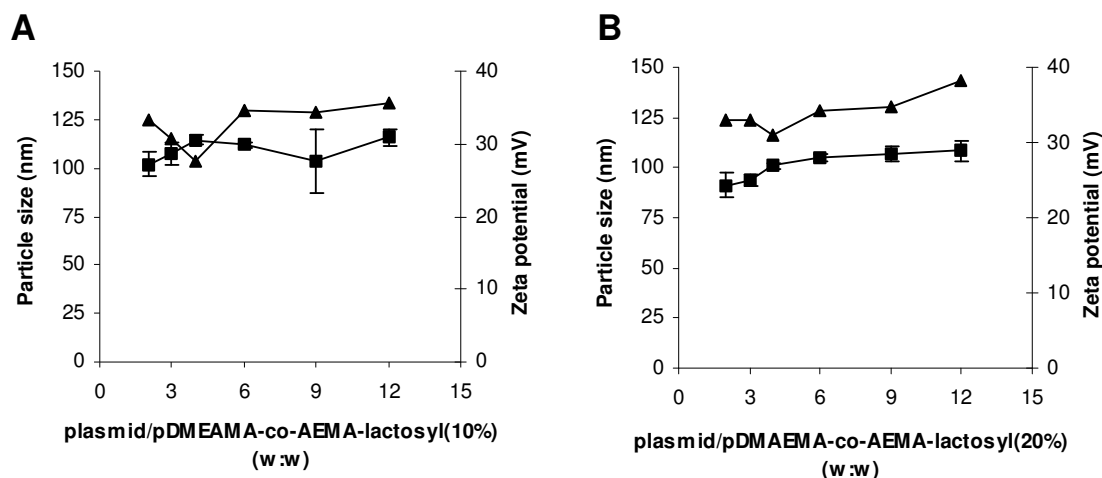 A
150
125
100
75
50
25
0
Particle size (nm)
40
30
20
10
0
Zeta potential (mV)
0 3 6 9 12 15
plasmid/pDMEAMA-co-AEMA-lactosyl(10%)
(w:w)
B
150
125
100
75
50
25
0
Particle size (nm)
40
30
20
10
0
Zeta potential (mV)
0 3 6 9 12 15
plasmid/pDMAEMA-co-AEMA-lactosyl(20%)
(w:w)